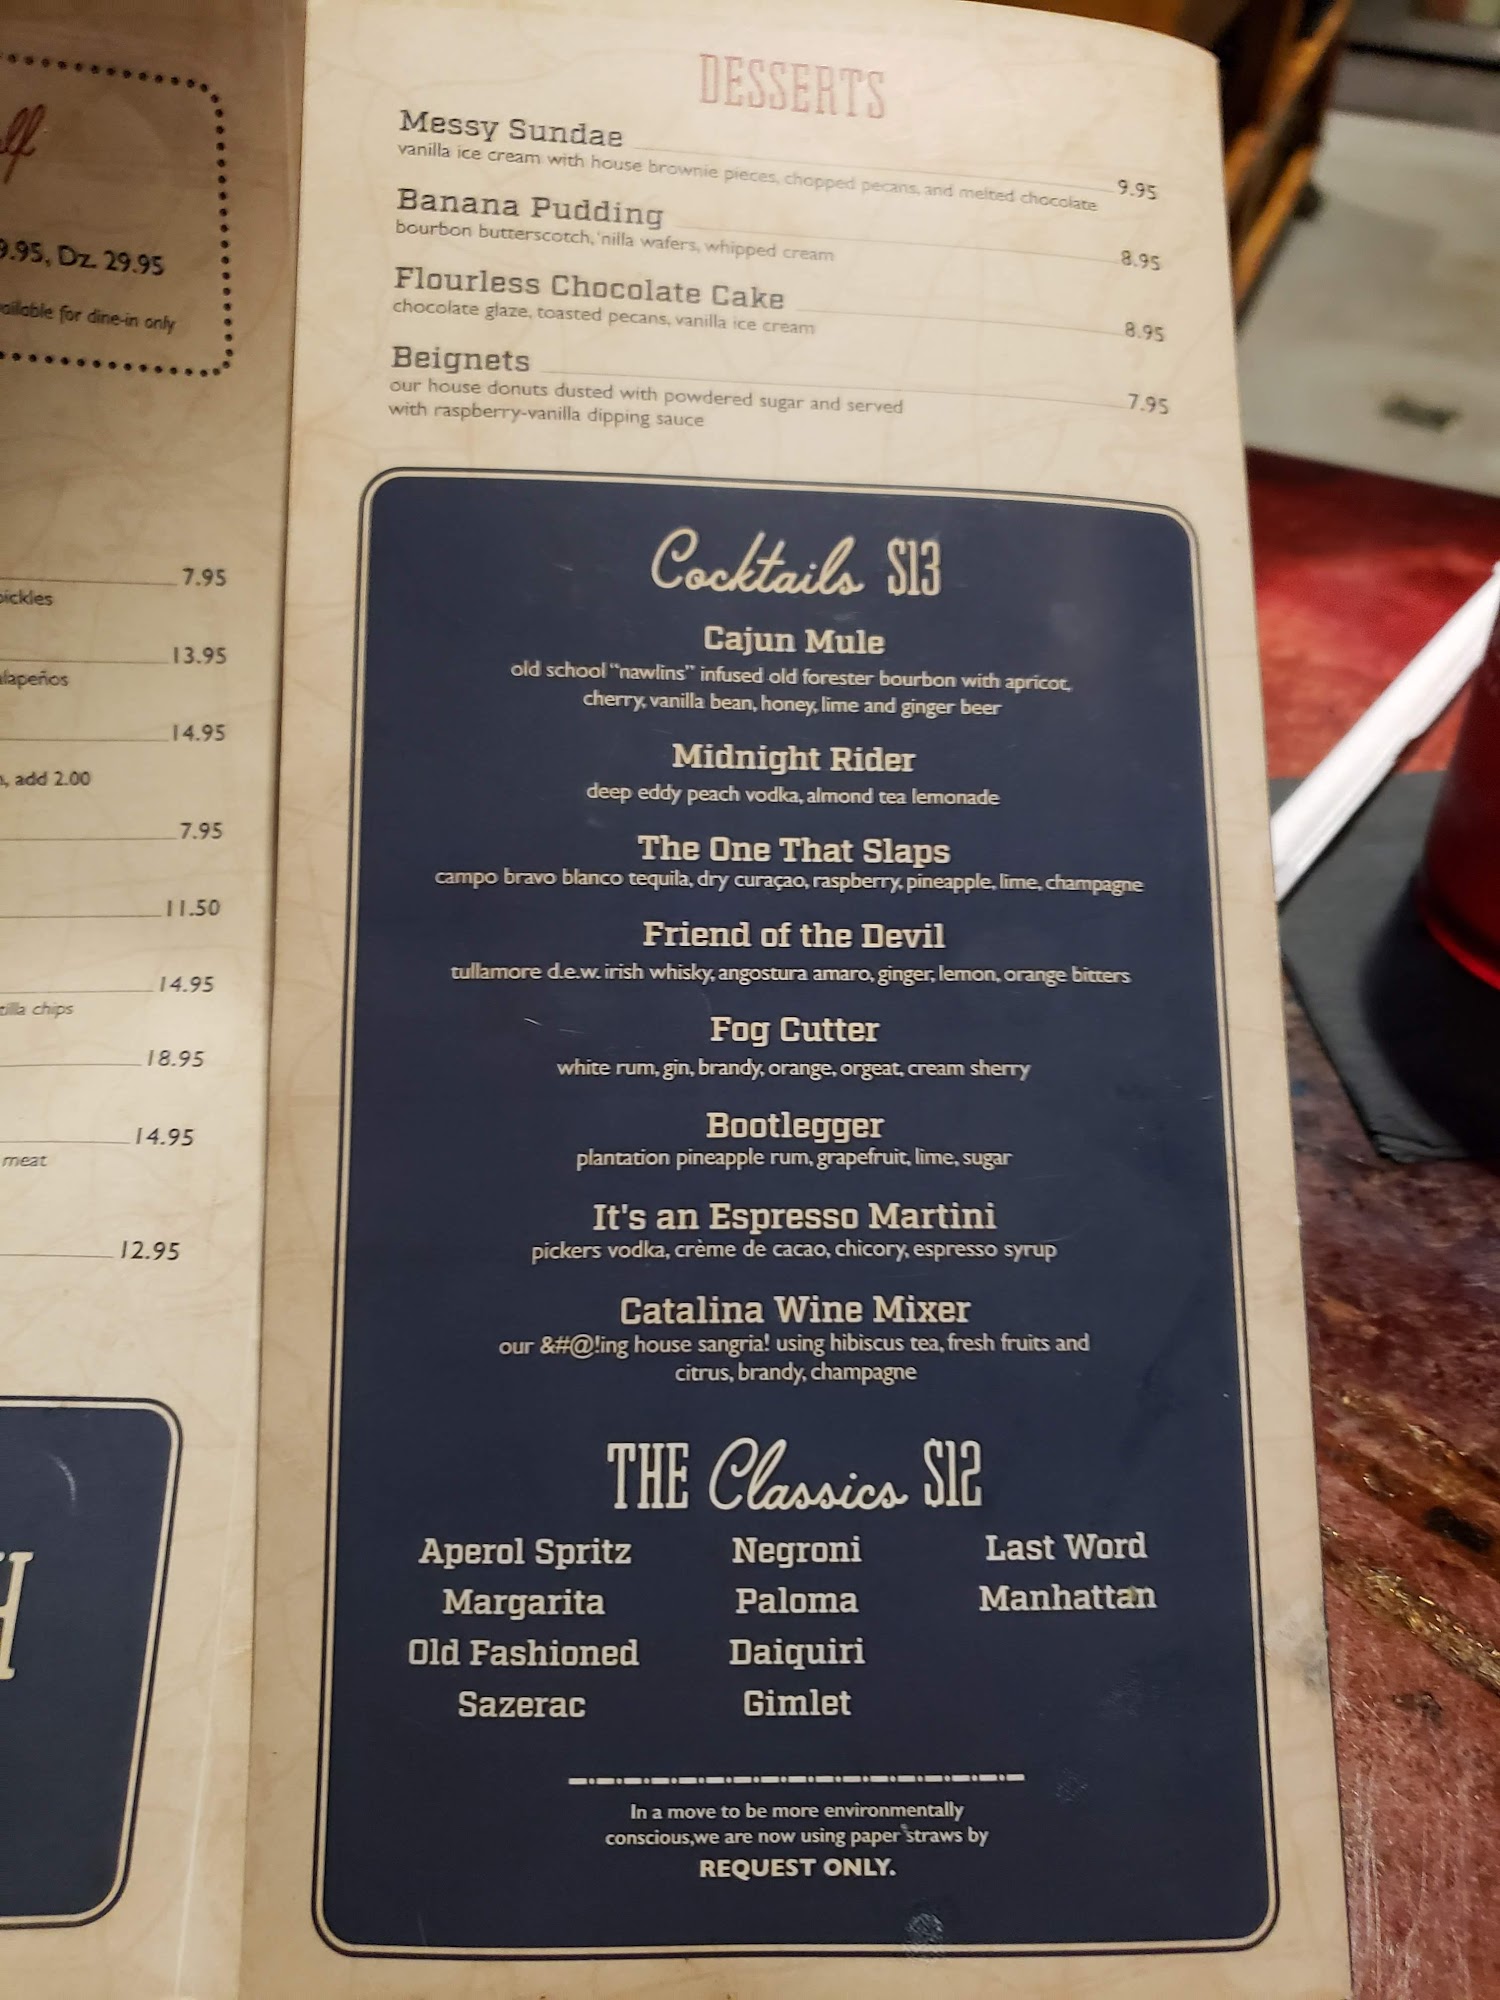 9.95, Dz. 29.95
for dine-in only
7.95
13.95
14.95
add 2.00
7.95
11.50
14.95
chips
18.95
14.95
meat
12.95
DESSERTS
Messy Sundae 9.95
vanilla ice cream with house brownie pieces, chopped pecans, and melted chocolate
Banana Pudding 8.95
bourbon butterscotch, 'nilla wafers, whipped cream
Flourless Chocolate Cake 8.95
chocolate glaze, toasted pecans, vanilla ice cream
Beignets 7.95
our house donuts dusted with powdered sugar and served
with raspberry-vanilla dipping sauce
Cocktails $13
Cajun Mule
old school "nawlins" infused old forester bourbon with apricot,
cherry, vanilla bean, honey, lime and ginger beer
Midnight Rider
deep eddy peach vodka, almond tea lemonade
The One That Slaps
campo bravo blanco tequila, dry curaçao, raspberry, pineapple, lime, champagne
Friend of the Devil
tullamore d.e.w. irish whisky, angostura amaro, ginger, lemon, orange bitters
Fog Cutter
white rum, gin, brandy, orange, orgeat, cream sherry
Bootlegger
plantation pineapple rum, grapefruit, lime, sugar
It's an Espresso Martini
pickers vodka, crème de cacao, chicory, espresso syrup
Catalina Wine Mixer
our &#@!ing house sangria! using hibiscus tea, fresh fruits and
citrus, brandy, champagne
THE Classics $12
Aperol Spritz Negroni Last Word
Margarita Paloma Manhattan
Old Fashioned Daiquiri
Sazerac Gimlet
In a move to be more environmentally
conscious,we are now using paper straws by
REQUEST ONLY.